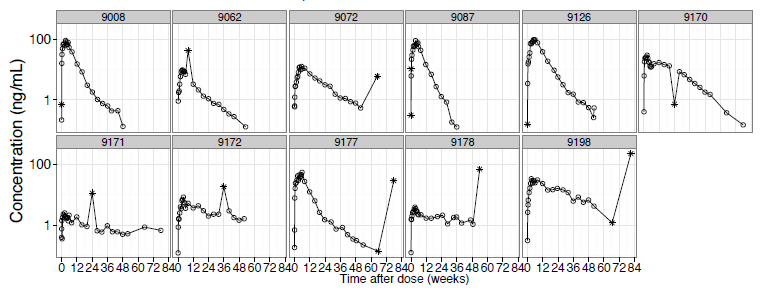 9008 9062 9072 9087 9126 9170
100
1
Concentration (ng/mL)
9171 9172 9177 9178 9198
100
1
0 12 24 36 48 60 72 84 0 12 24 36 48 60 72 84 0 12 24 36 48 60 72 84 0 12 24 36 48 60 72 84 0 12 24 36 48 60 72 84
Time after dose (weeks)